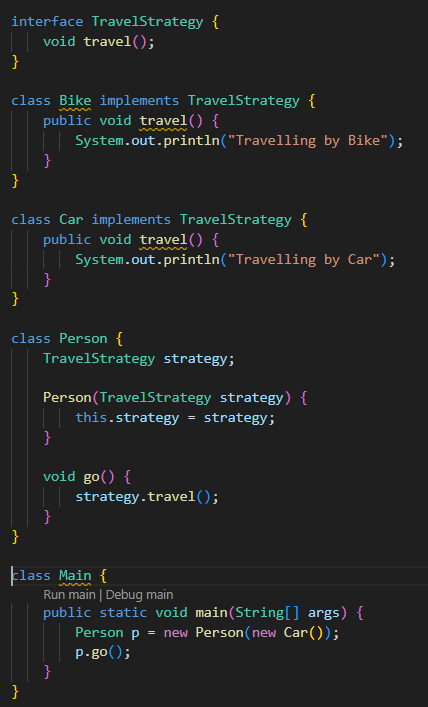 interface TravelStrategy {
    void travel();
}

class Bike implements TravelStrategy {
    public void travel() {
        System.out.println("Travelling by Bike");
    }
}

class Car implements TravelStrategy {
    public void travel() {
        System.out.println("Travelling by Car");
    }
}

class Person {
    TravelStrategy strategy;

    Person(TravelStrategy strategy) {
        this.strategy = strategy;
    }

    void go() {
        strategy.travel();
    }
}

class Main {
    Run main | Debug main
    public static void main(String[] args) {
        Person p = new Person(new Car());
        p.go();
    }
}